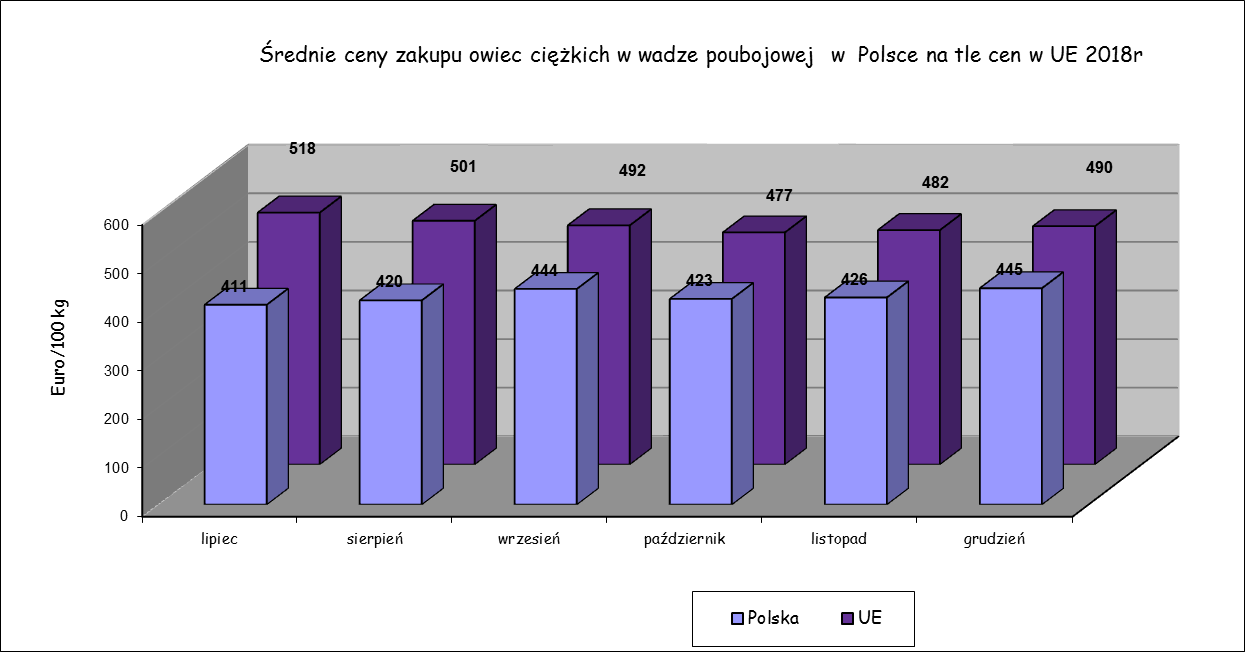 Średnie ceny zakupu owiec ciężkich w wadze poubojowej w Polsce na tle cen w UE 2018r
518 501 492 477 482 490
411 420 444 423 426 445
Euro/100 kg
600
500
400
300
200
100
0
lipiec sierpień wrzesień październik listopad grudzień
Polska UE